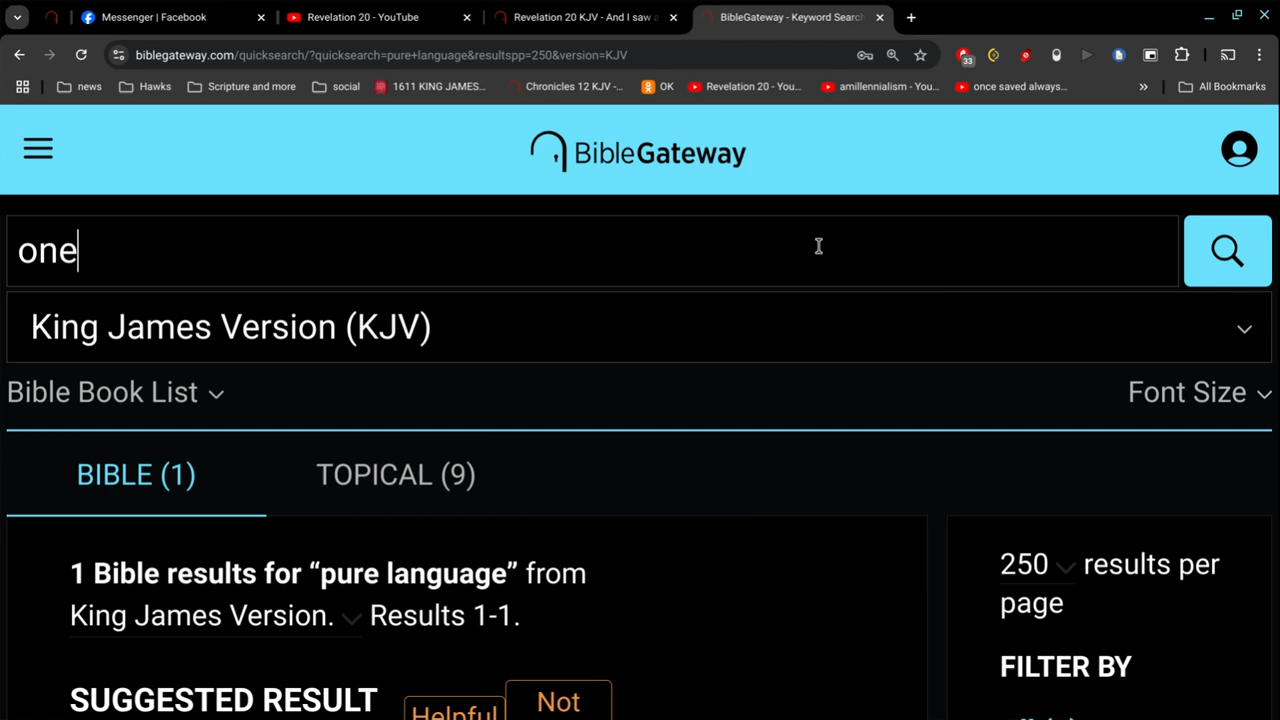 Messenger | Facebook
Revelation 20 - YouTube
Revelation 20 KJV - And I saw a
BibleGateway - Keyword Search
biblegateway.com/quicksearch/?quicksearch=pure+language&resultspp=250&version=KJV
33
news
Hawks
Scripture and more
social
1611 KING JAMES...
Chronicles 12 KJV -...
OK
Revelation 20 - You...
amillennialism - You...
once saved always...
All Bookmarks
BibleGateway
one
King James Version (KJV)
Bible Book List
Font Size
BIBLE (1)
TOPICAL (9)
1 Bible results for “pure language” from
King James Version. Results 1-1.
250 results per
page
FILTER BY
SUGGESTED RESULT
Helpful
Not